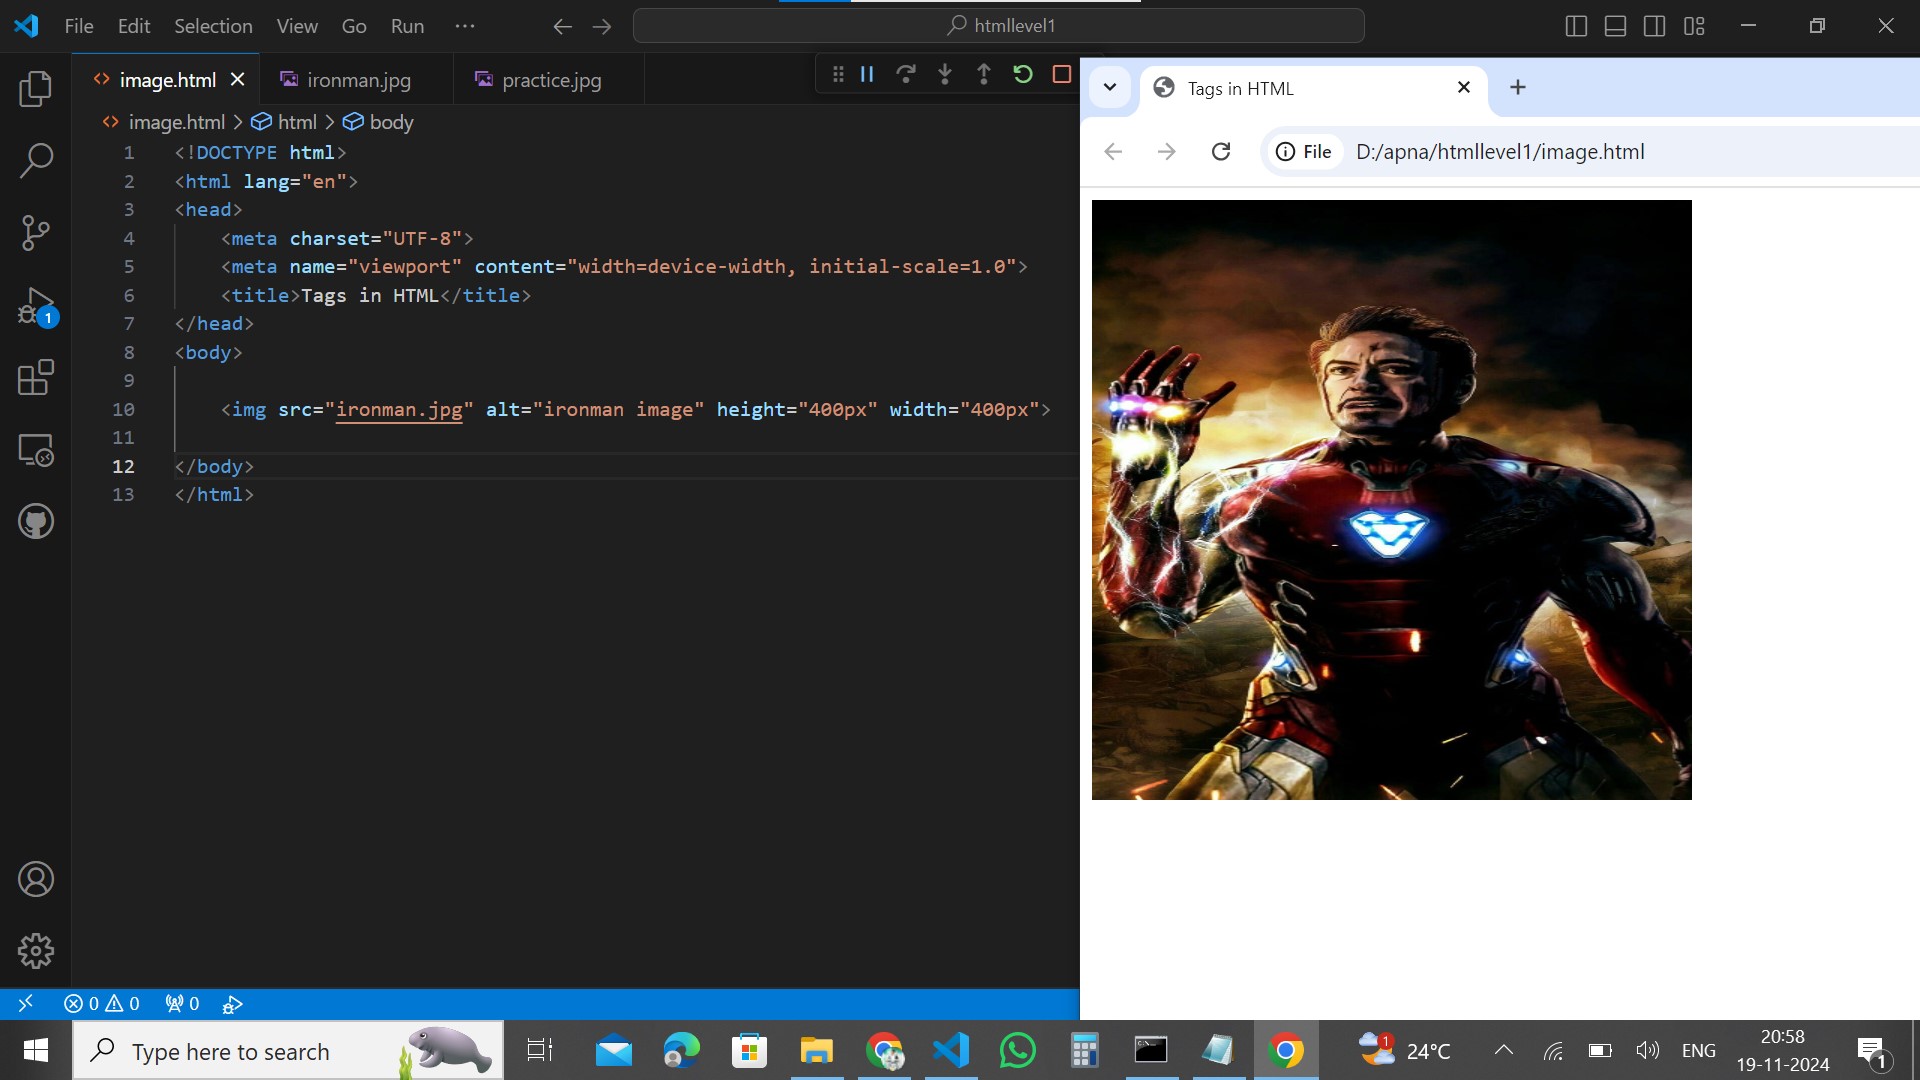 File Edit Selection View Go Run ··· htmllevel1
image.html ironman.jpg practice.jpg
image.html > html > body
1 <!DOCTYPE html>
2 <html lang="en">
3 <head>
4 <meta charset="UTF-8">
5 <meta name="viewport" content="width=device-width, initial-scale=1.0">
6 <title>Tags in HTML</title>
7 </head>
8 <body>
9
10 <img src="ironman.jpg" alt="ironman image" height="400px" width="400px">
11
12 </body>
13 </html>
1
0 0 0
Tags in HTML
File D:/apna/htmllevel1/image.html
Type here to search
1 24°C ENG
20:58
19-11-2024
1